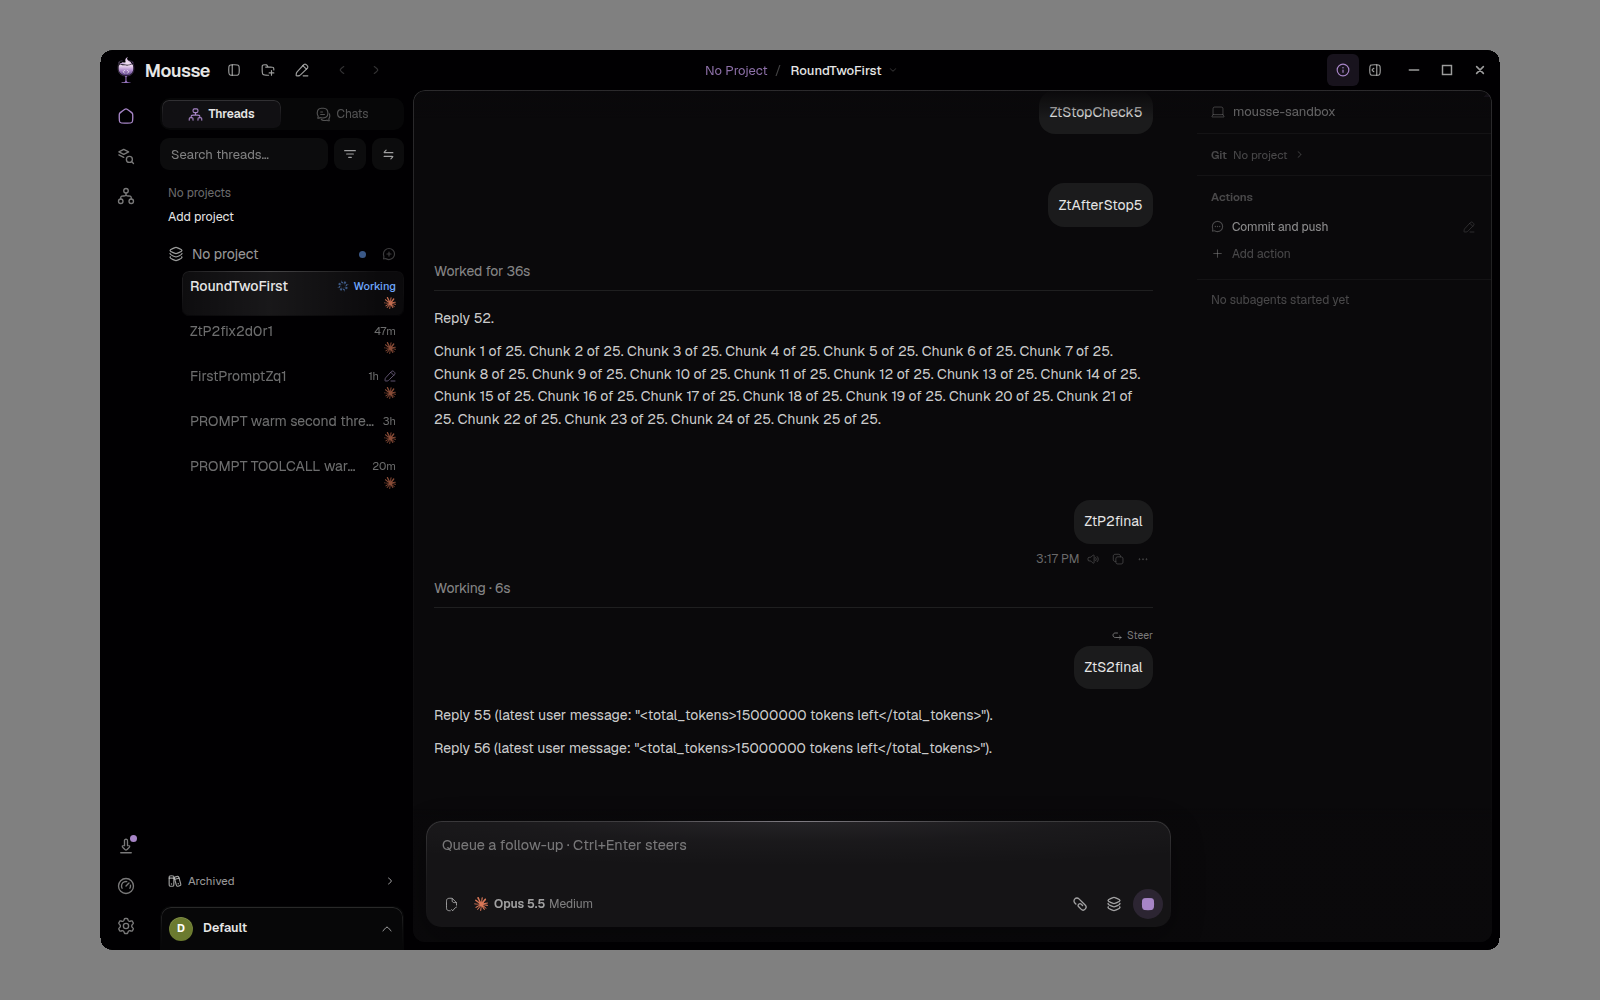 Mousse
No Project / RoundTwoFirst
Threads
Chats
Search threads...
No projects
Add project
No project
RoundTwoFirst
Working
ZtP2fix2d0r1
47m
FirstPromptZq1
1h
PROMPT warm second thre...
3h
PROMPT TOOLCALL war...
20m
Archived
D
Default
ZtStopCheck5
ZtAfterStop5
Worked for 36s
Reply 52.
Chunk 1 of 25. Chunk 2 of 25. Chunk 3 of 25. Chunk 4 of 25. Chunk 5 of 25. Chunk 6 of 25. Chunk 7 of 25.
Chunk 8 of 25. Chunk 9 of 25. Chunk 10 of 25. Chunk 11 of 25. Chunk 12 of 25. Chunk 13 of 25. Chunk 14 of 25.
Chunk 15 of 25. Chunk 16 of 25. Chunk 17 of 25. Chunk 18 of 25. Chunk 19 of 25. Chunk 20 of 25. Chunk 21 of
25. Chunk 22 of 25. Chunk 23 of 25. Chunk 24 of 25. Chunk 25 of 25.
ZtP2final
3:17 PM
Working · 6s
Steer
ZtS2final
Reply 55 (latest user message: "<total_tokens>15000000 tokens left</total_tokens>").
Reply 56 (latest user message: "<total_tokens>15000000 tokens left</total_tokens>").
Queue a follow-up · Ctrl+Enter steers
Opus 5.5 Medium
mousse-sandbox
Git No project
Actions
Commit and push
Add action
No subagents started yet